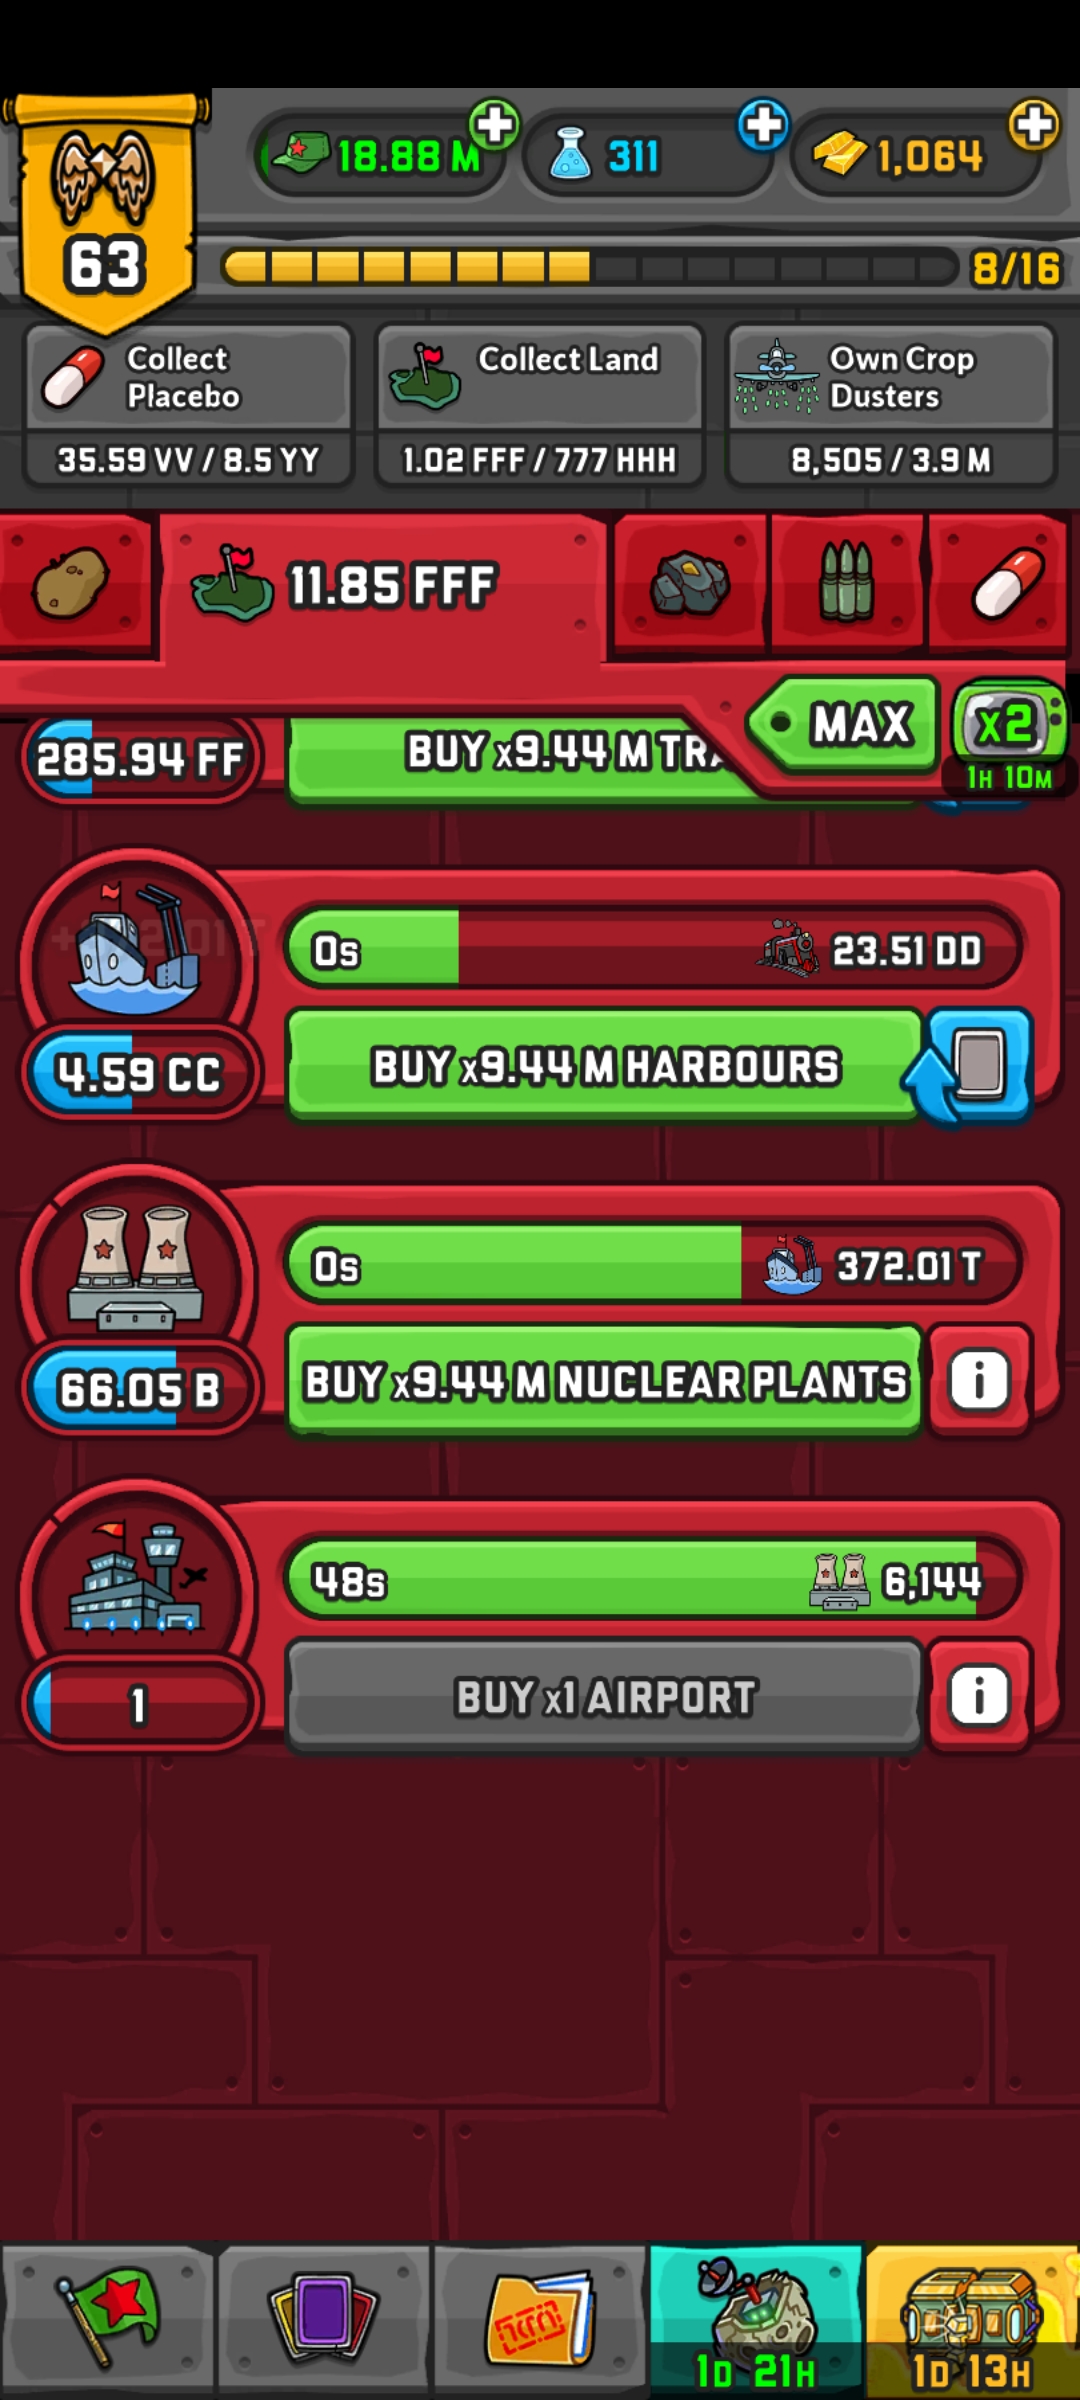 18.88 M
311
1,064
63
8/16
Collect Placebo
35.59 VV / 8.5 YY
Collect Land
1.02 FFF / 777 HHH
Own Crop Dusters
8,505 / 3.9 M
11.85 FFF
MAX
x2
1H 10M
285.94 FF
BUY x9.44 M TRA
0s
23.51 DD
4.59 CC
BUY x9.44 M HARBOURS
0s
372.01 T
66.05 B
BUY x9.44 M NUCLEAR PLANTS
i
48s
6,144
1
BUY x1 AIRPORT
i
1D 21H
1D 13H